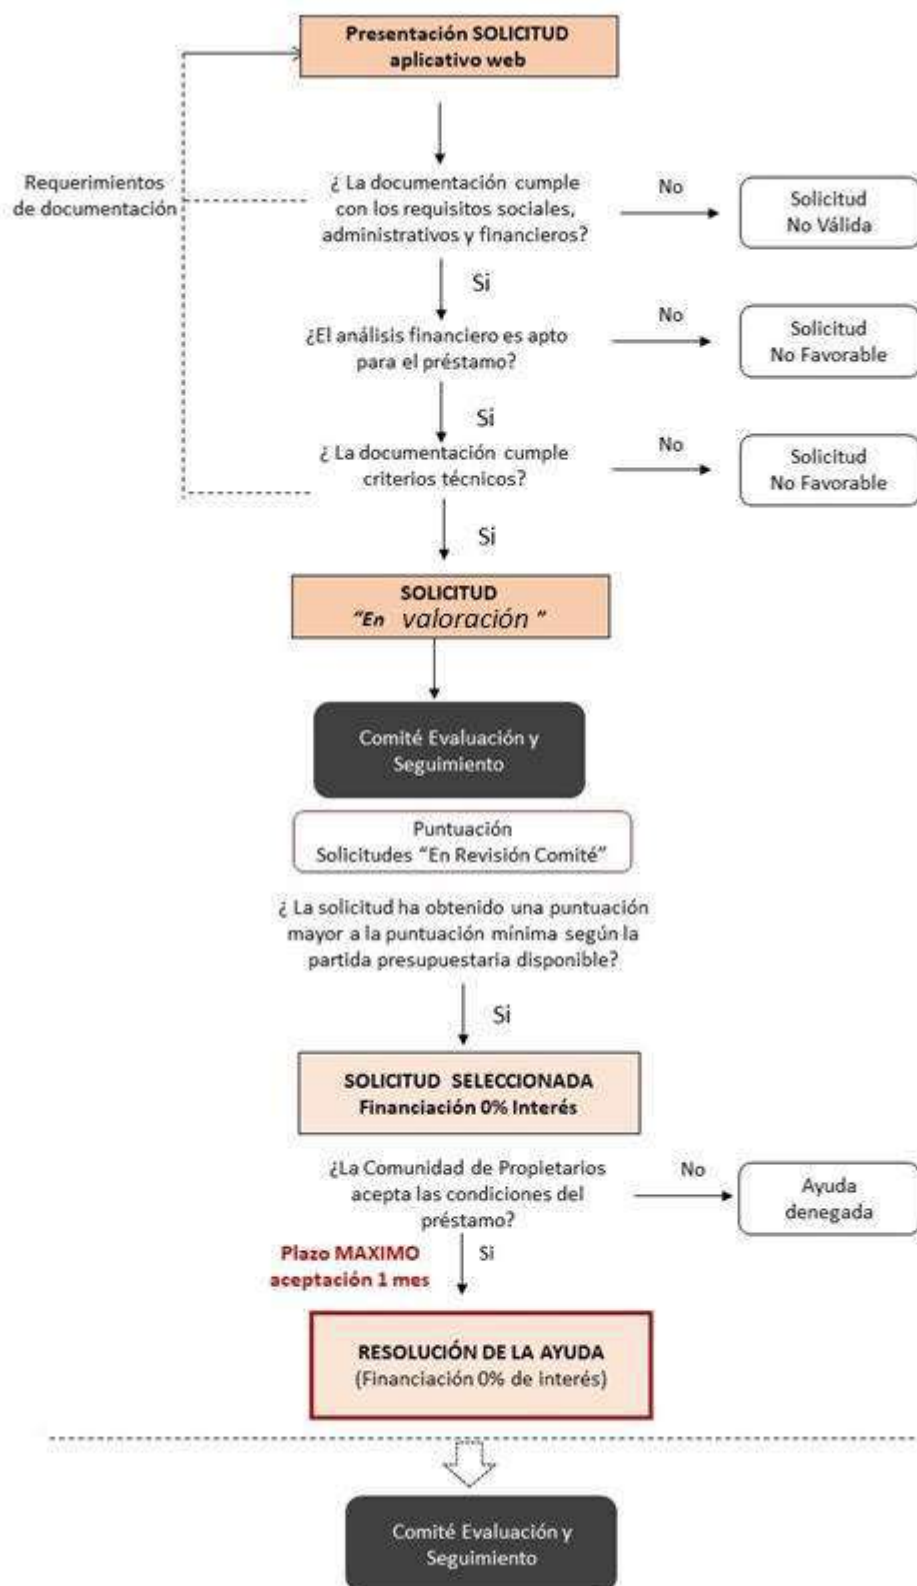 Presentación SOLICITUD
aplicativo web
Requerimientos
de documentación
¿ La documentación cumple
con los requisitos sociales,
administrativos y financieros?
No
Solicitud
No Válida
Si
¿El análisis financiero es apto
para el préstamo?
No
Solicitud
No Favorable
Si
¿ La documentación cumple
criterios técnicos?
No
Solicitud
No Favorable
Si
SOLICITUD
“En valoración ”
Comité Evaluación y
Seguimiento
Puntuación
Solicitudes “En Revisión Comité”
¿ La solicitud ha obtenido una puntuación
mayor a la puntuación mínima según la
partida presupuestaria disponible?
Si
SOLICITUD SELECCIONADA
Financiación 0% Interés
¿La Comunidad de Propietarios
acepta las condiciones del
préstamo?
No
Ayuda
denegada
Plazo MAXIMO
aceptación 1 mes
Si
RESOLUCIÓN DE LA AYUDA
(Financiación 0% de interés)
Comité Evaluación y
Seguimiento